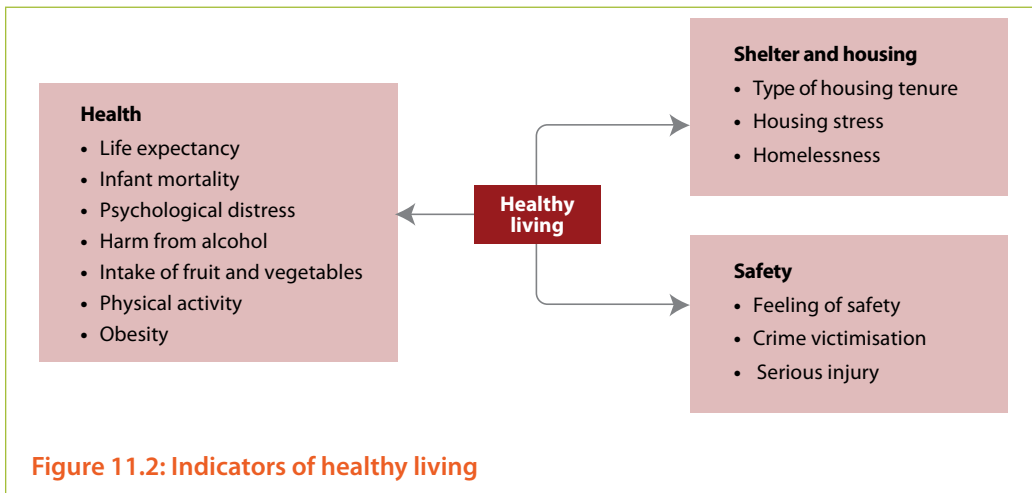 Health
• Life expectancy
• Infant mortality
• Psychological distress
• Harm from alcohol
• Intake of fruit and vegetables
• Physical activity
• Obesity
Healthy
living
Shelter and housing
• Type of housing tenure
• Housing stress
• Homelessness
Safety
• Feeling of safety
• Crime victimisation
• Serious injury
Figure 11.2: Indicators of healthy living